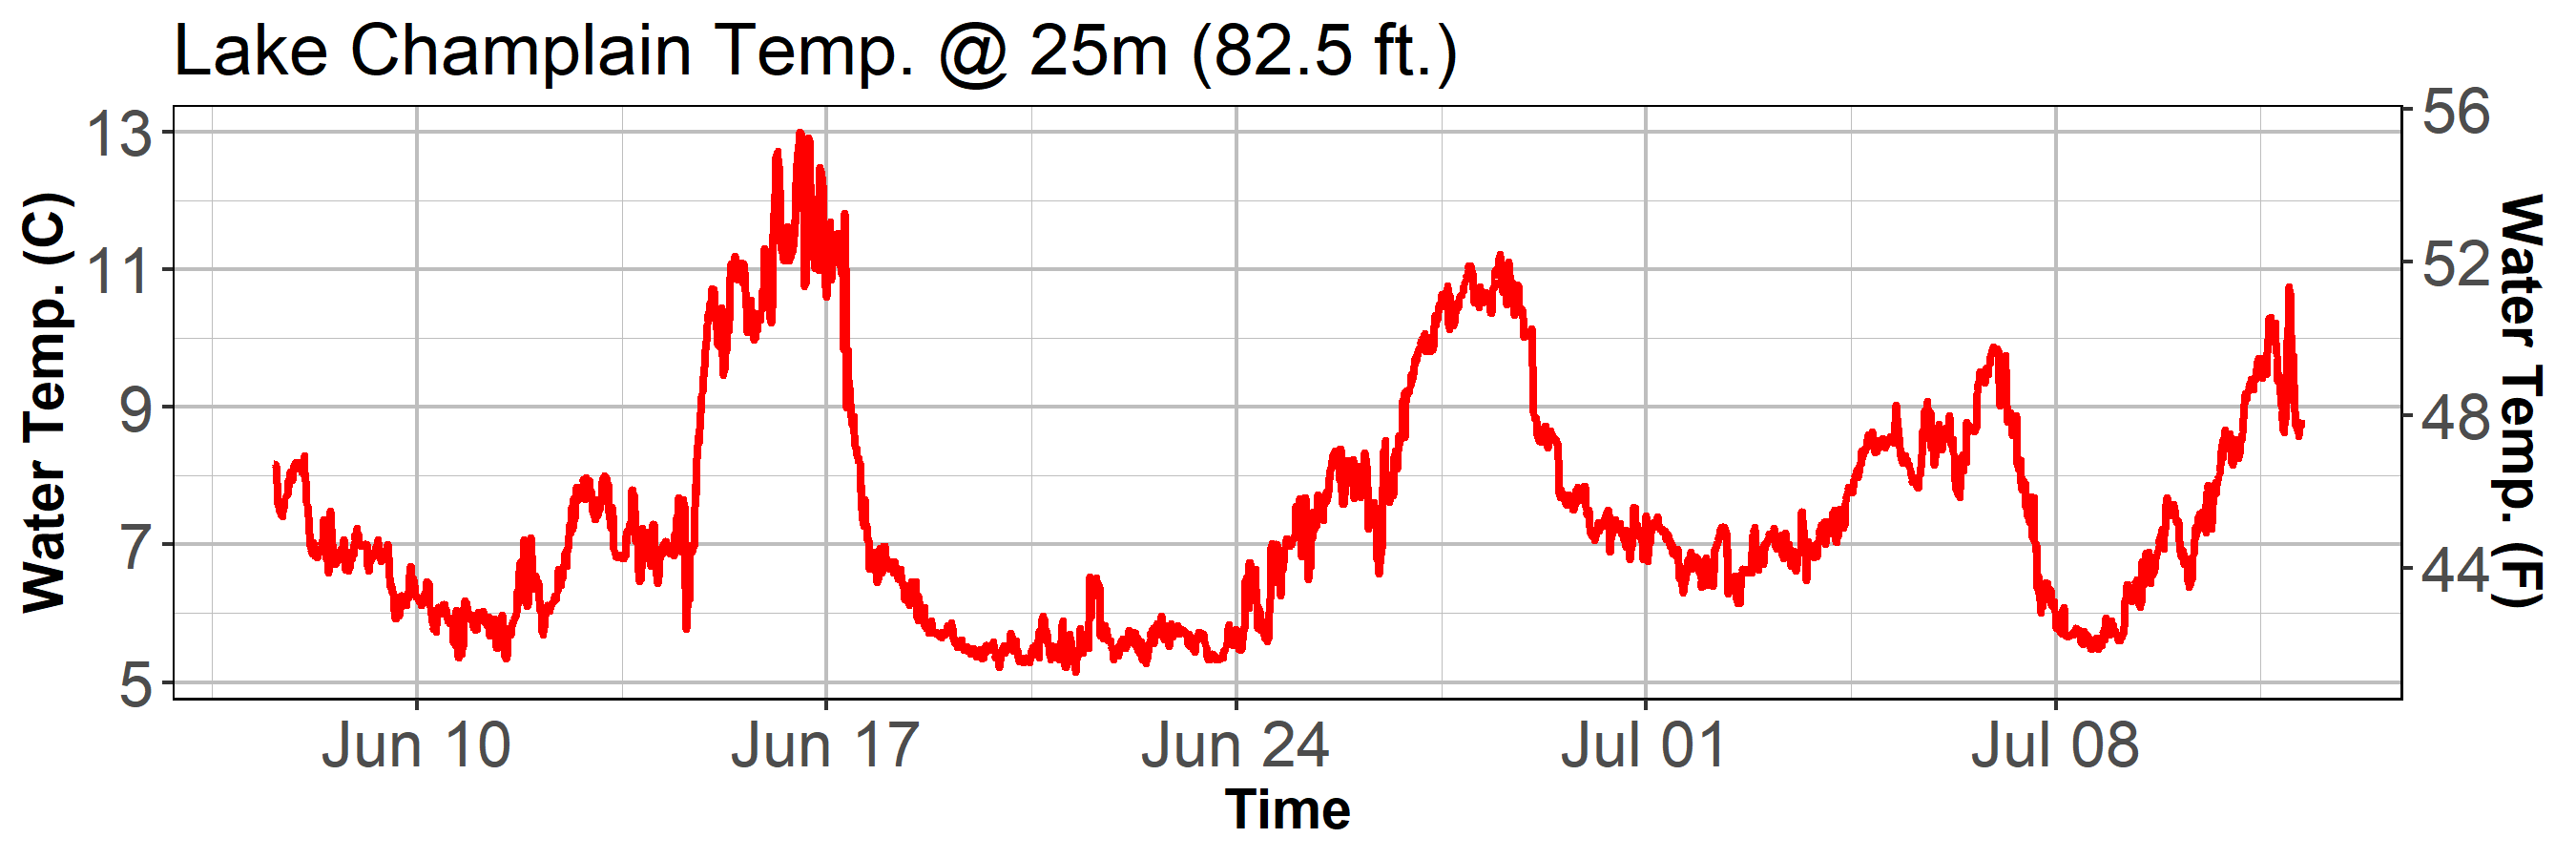 Lake Champlain Temp. @ 25m (82.5 ft.)
Water Temp. (C)
13
11
9
7
5
56
52
48
44
Water Temp. (F)
Jun 10
Jun 17
Jun 24
Jul 01
Jul 08
Time